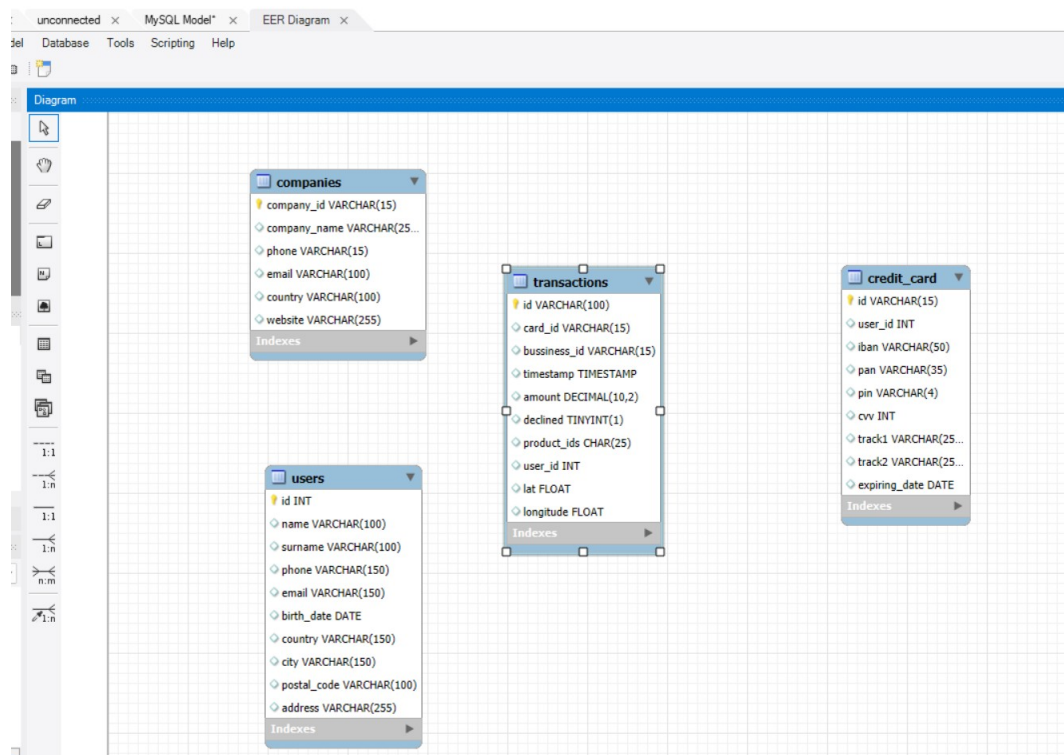 unconnected
MySQL Model*
EER Diagram
del Database Tools Scripting Help
Diagram
companies
company_id VARCHAR(15)
company_name VARCHAR(25...
phone VARCHAR(15)
email VARCHAR(100)
country VARCHAR(100)
website VARCHAR(255)
Indexes
transactions
id VARCHAR(100)
card_id VARCHAR(15)
bussiness_id VARCHAR(15)
timestamp TIMESTAMP
amount DECIMAL(10,2)
declined TINYINT(1)
product_ids CHAR(25)
user_id INT
lat FLOAT
longitude FLOAT
Indexes
credit_card
id VARCHAR(15)
user_id INT
iban VARCHAR(50)
pan VARCHAR(35)
pin VARCHAR(4)
cvv INT
track1 VARCHAR(25...
track2 VARCHAR(25...
expiring_date DATE
Indexes
users
id INT
name VARCHAR(100)
surname VARCHAR(100)
phone VARCHAR(150)
email VARCHAR(150)
birth_date DATE
country VARCHAR(150)
city VARCHAR(150)
postal_code VARCHAR(100)
address VARCHAR(255)
Indexes
1:1
1:n
1:1
1:n
n:m
1:n